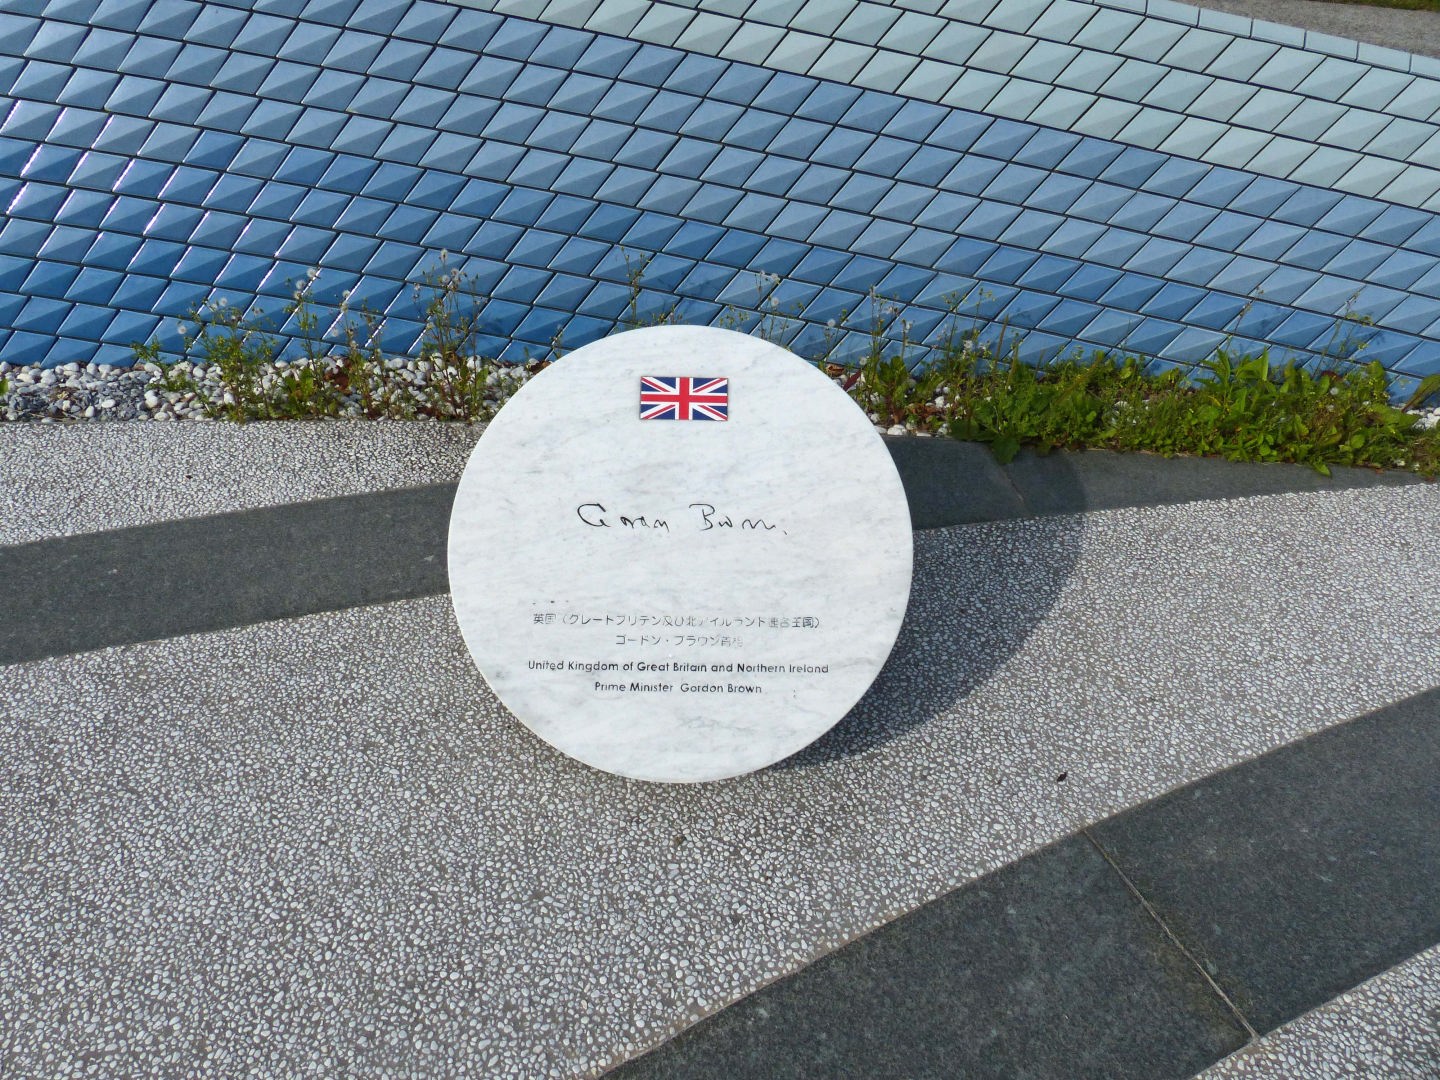 Gordon Brown
英国（グレートブリテン及び北アイルランド連合王国）
ゴードン・ブラウン首相
United Kingdom of Great Britain and Northern Ireland
Prime Minister Gordon Brown